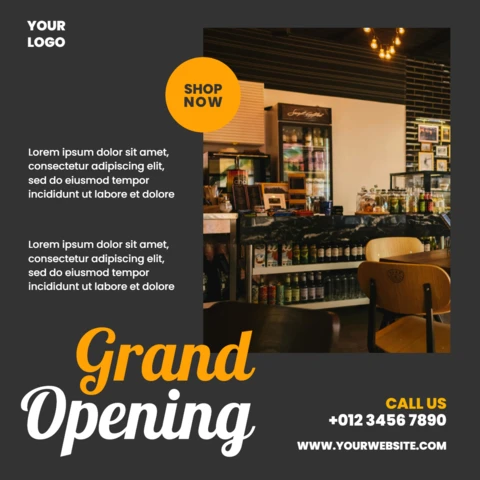 YOUR
LOGO
SHOP
NOW
Lorem ipsum dolor sit amet,
consectetur adipiscing elit,
sed do eiusmod tempor
incididunt ut labore et dolore
Lorem ipsum dolor sit amet,
consectetur adipiscing elit,
sed do eiusmod tempor
incididunt ut labore et dolore
Grand
Opening
CALL US
+012 3456 7890
WWW.YOURWEBSITE.COM